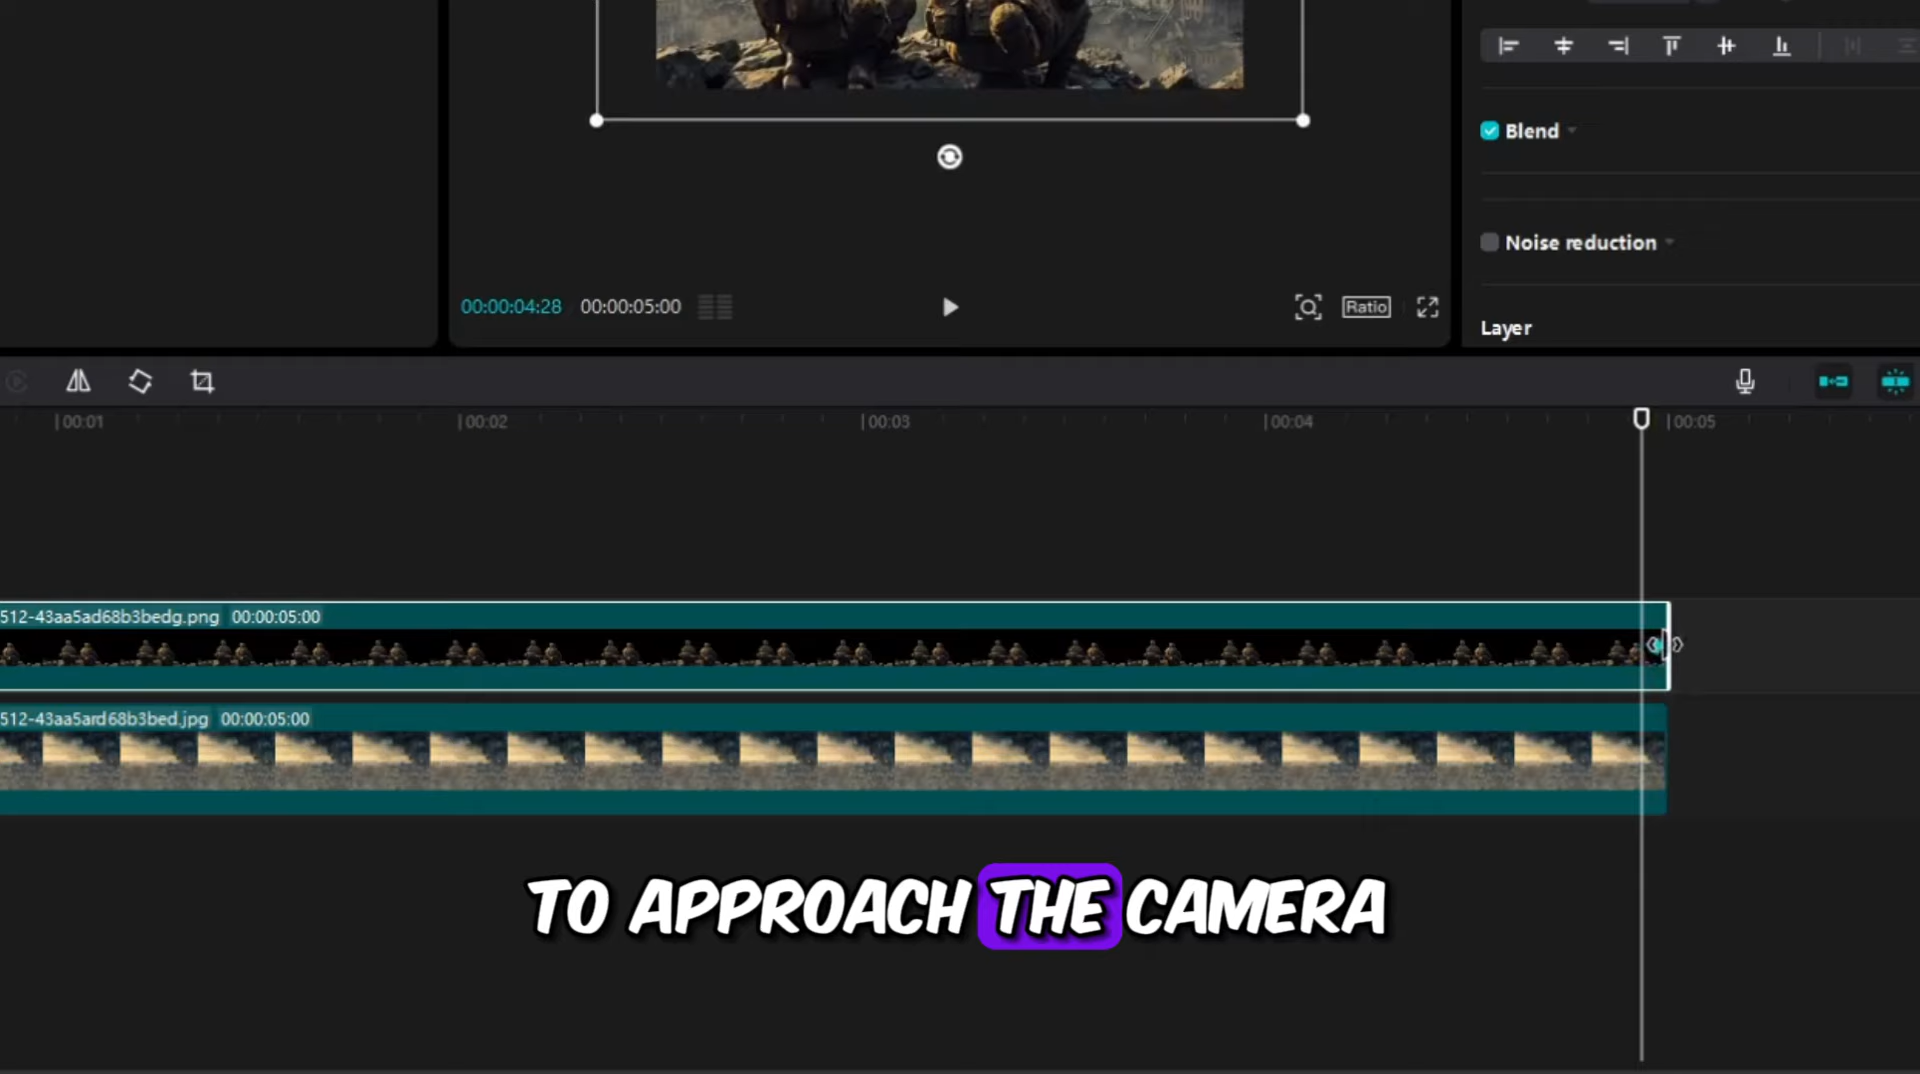 Blend
Noise reduction
00:00:04:28 00:00:05:00
Ratio
Layer
00:01 00:02 00:03 00:04 00:05
512-43aa5ad68b3bedg.png 00:00:05:00
512-43aa5ard68b3bed.jpg 00:00:05:00
TO APPROACH THE CAMERA